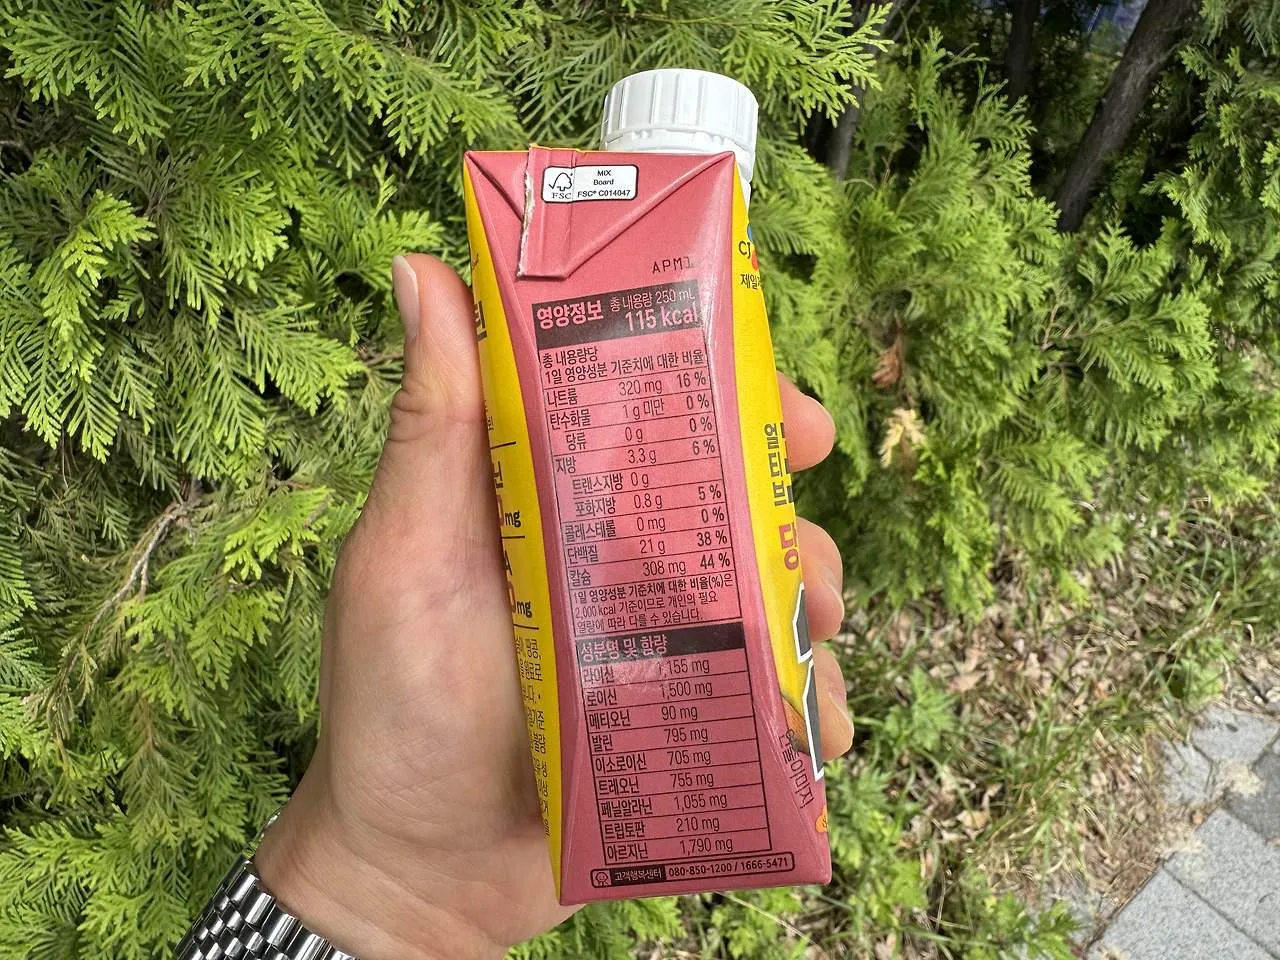 MIX
Board
FSC
FSC® C014047
APM1
CJ
제일
영양정보 총 내용량 250 mL
115 kcal
총 내용량당
1일 영양성분 기준치에 대한 비율
나트륨 320 mg 16 %
탄수화물 1 g 미만 0 %
당류 0 g 0 %
지방 3.3 g 6 %
트랜스지방 0 g
포화지방 0.8 g 5 %
콜레스테롤 0 mg 0 %
단백질 21 g 38 %
칼슘 308 mg 44 %
1일 영양성분 기준치에 대한 비율(%)은
2,000 kcal 기준이므로 개인의 필요
열량에 따라 다를 수 있습니다.
성분명 및 함량
라이신 1,155 mg
로이신 1,500 mg
메티오닌 90 mg
발린 795 mg
이소로이신 705 mg
트레오닌 755 mg
페닐알라닌 1,055 mg
트립토판 210 mg
아르지닌 1,790 mg
고객행복센터 080-850-1200 / 1666-5471
mg
mg
얼티브
당